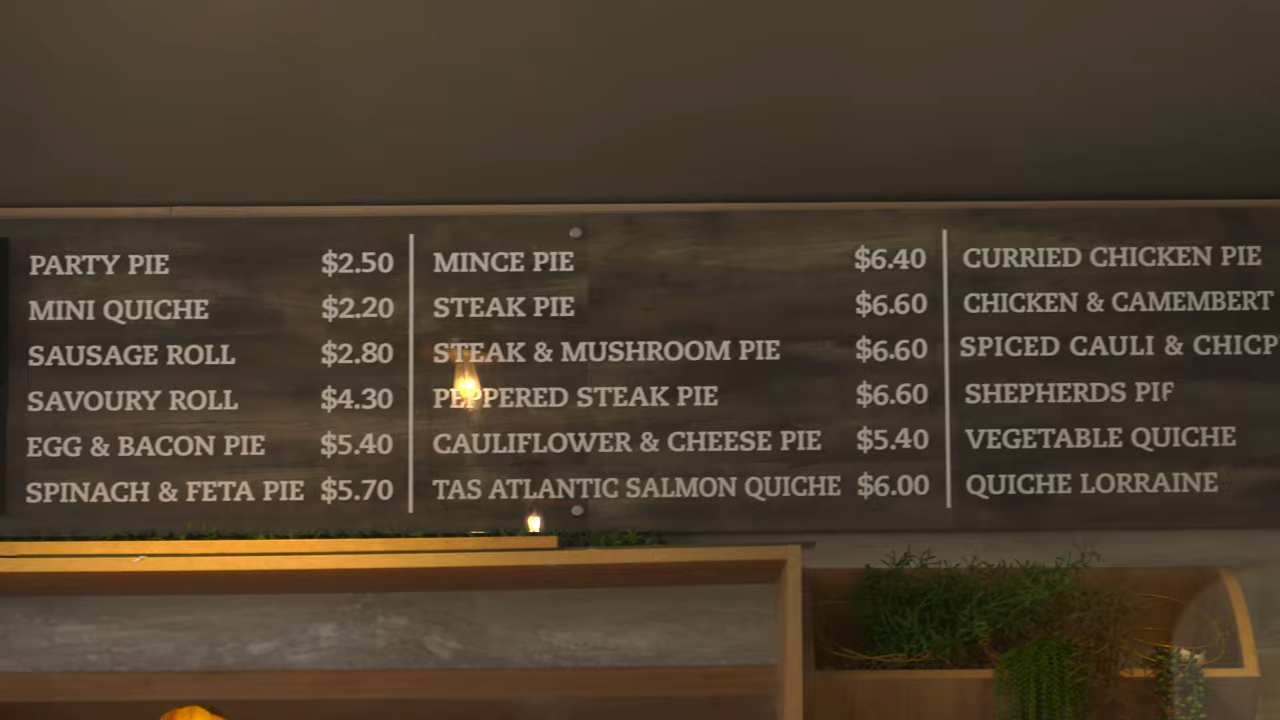 PARTY PIE $2.50
MINI QUICHE $2.20
SAUSAGE ROLL $2.80
SAVOURY ROLL $4.30
EGG & BACON PIE $5.40
SPINACH & FETA PIE $5.70
MINCE PIE $6.40
STEAK PIE $6.60
STEAK & MUSHROOM PIE $6.60
PEPPERED STEAK PIE $6.60
CAULIFLOWER & CHEESE PIE $5.40
TAS ATLANTIC SALMON QUICHE $6.00
CURRIED CHICKEN PIE
CHICKEN & CAMEMBERT
SPICED CAULI & CHICP
SHEPHERDS PIE
VEGETABLE QUICHE
QUICHE LORRAINE